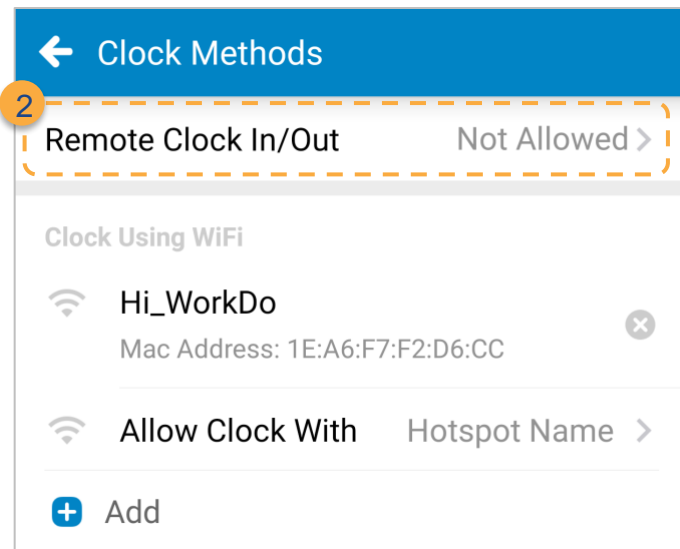 Clock Methods
2
Remote Clock In/Out Not Allowed
Clock Using WiFi
Hi_WorkDo
Mac Address: 1E:A6:F7:F2:D6:CC
Allow Clock With Hotspot Name
Add